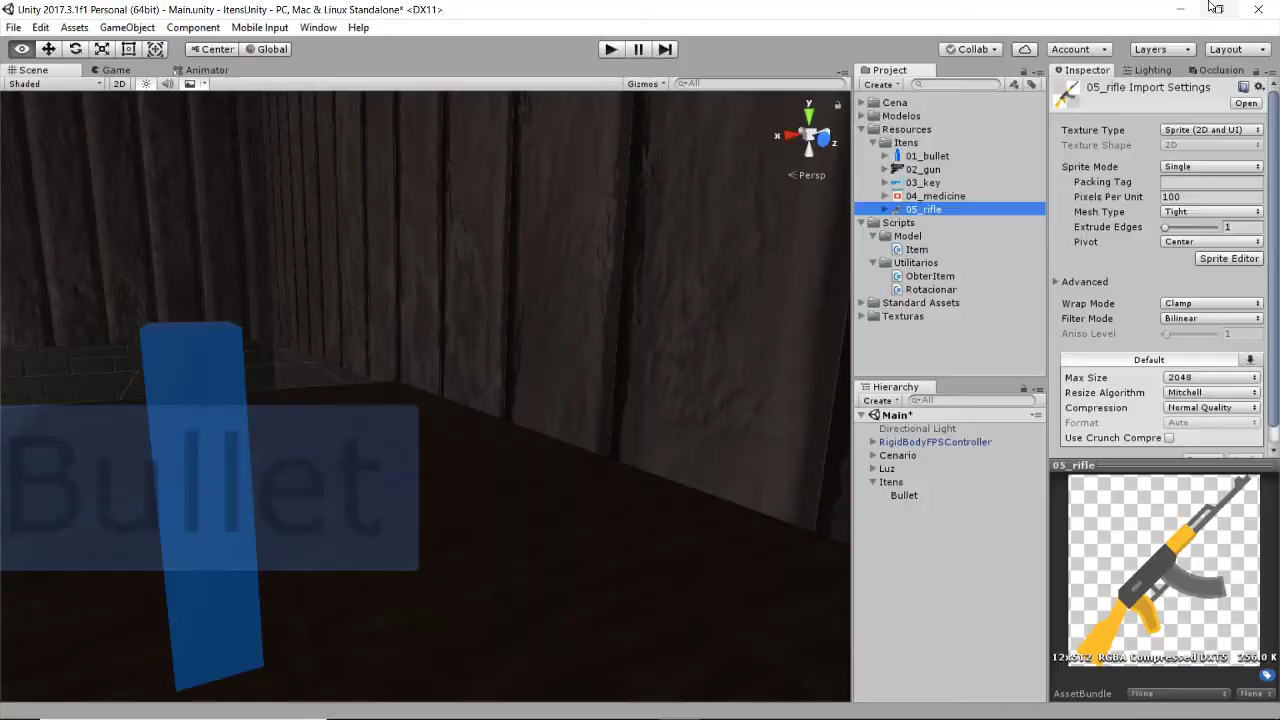 Unity 2017.3.1f1 Personal (64bit) - Main.unity - ItensUnity - PC, Mac & Linux Standalone* <DX11>
File Edit Assets GameObject Component Mobile Input Window Help
Center Global Collab Account Layers Layout
Scene Game Animator
Shaded 2D Gizmos All
y
x
z
Persp
Bullet
Project
Create
Cena
Modelos
Resources
Itens
01_bullet
02_gun
03_key
04_medicine
05_rifle
Scripts
Model
Item
Utilitarios
ObterItem
Rotacionar
Standard Assets
Texturas
Hierarchy
Create All
Main*
Directional Light
RigidBodyFPSController
Cenario
Luz
Itens
Bullet
Inspector Lighting Occlusion
05_rifle Import Settings
Open
Texture Type Sprite (2D and UI)
Texture Shape 2D
Sprite Mode Single
Packing Tag
Pixels Per Unit 100
Mesh Type Tight
Extrude Edges 1
Pivot Center
Sprite Editor
Advanced
Wrap Mode Clamp
Filter Mode Bilinear
Aniso Level 1
Default
Max Size 2048
Resize Algorithm Mitchell
Compression Normal Quality
Format Auto
Use Crunch Compre
05_rifle
12x512 RGBA Compressed DXT5 256.0 K
AssetBundle None None